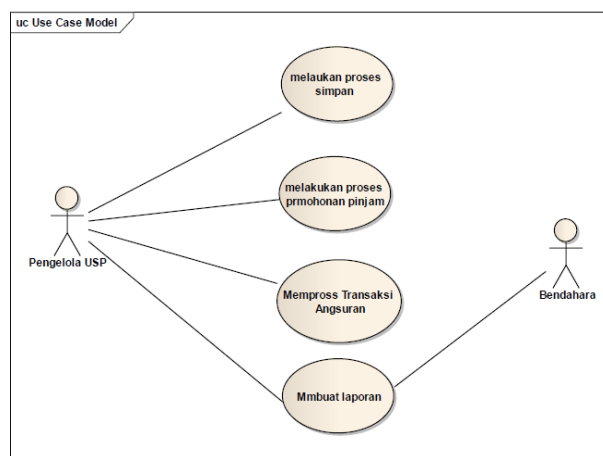 uc Use Case Model
melaukan proses
simpan
melakukan proses
prmohonan pinjam
Pengelola USP
Bendahara
Mempross Transaksi
Angsuran
Mmbuat laporan